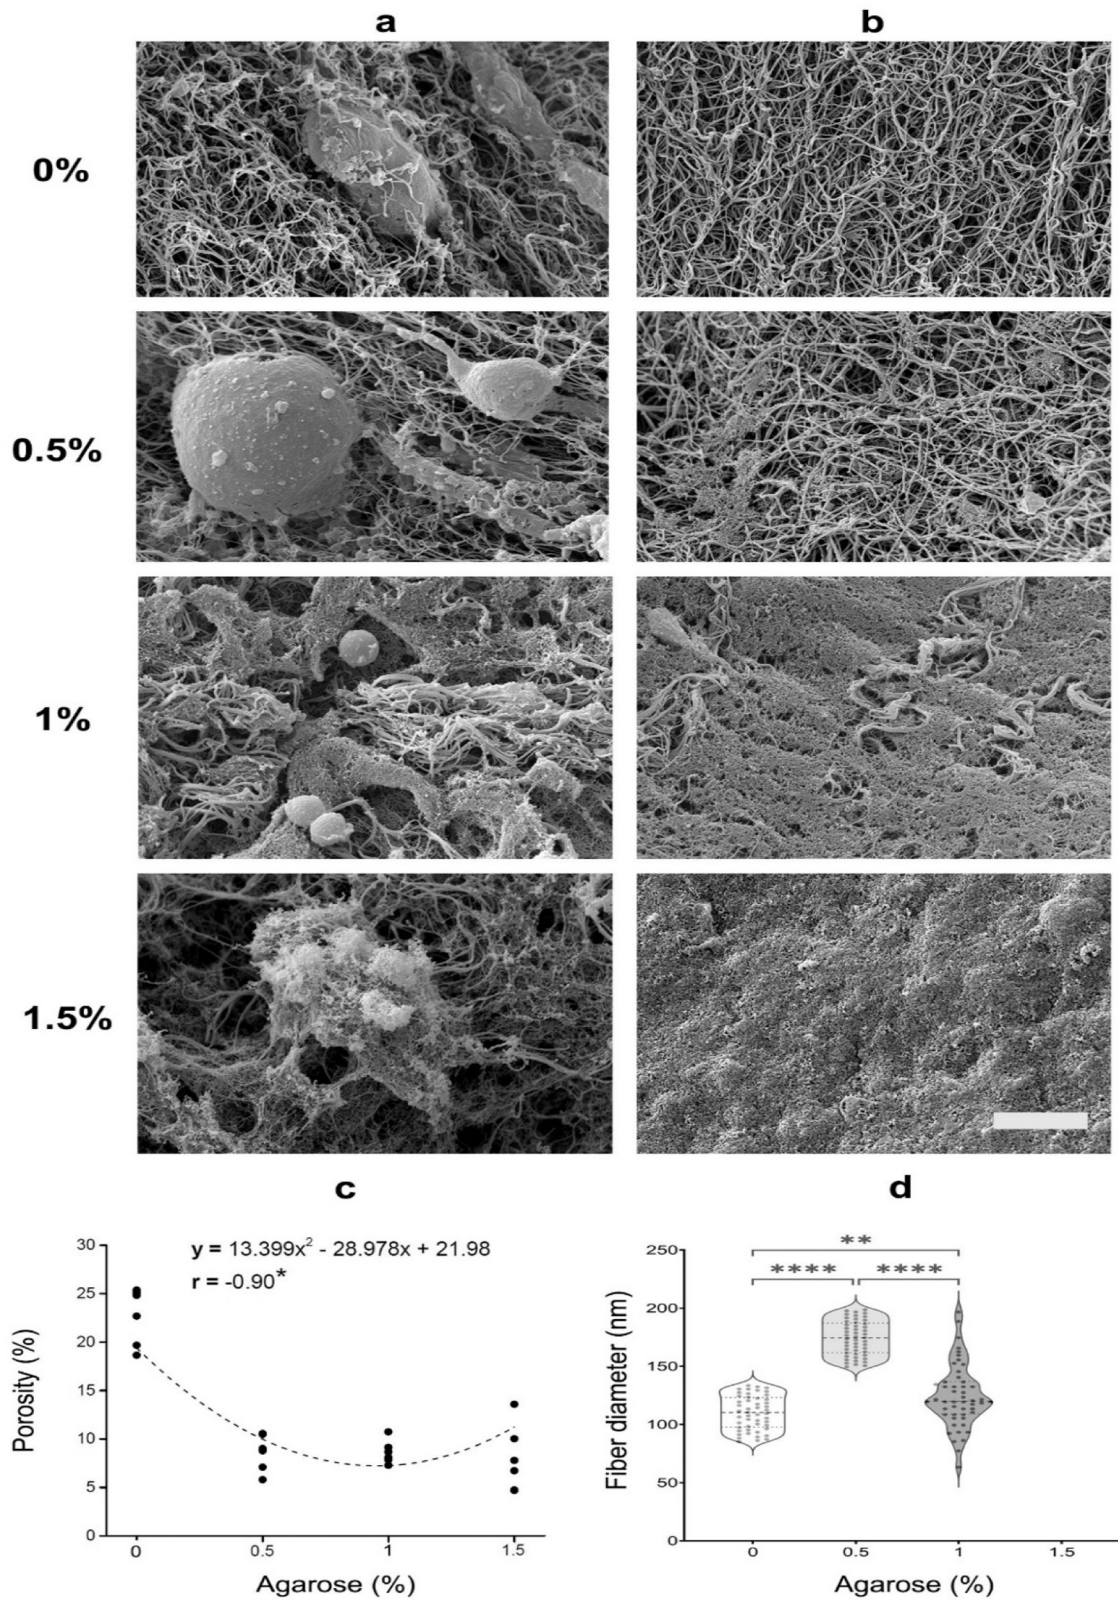 a
b
0%
0.5%
1%
1.5%
c
d
y = 13.399x² - 28.978x + 21.98
r = -0.90*
30
25
20
15
10
5
0
Porosity (%)
0
0.5
1
1.5
Agarose (%)
**
****
****
250
200
150
100
50
0
Fiber diameter (nm)
0
0.5
1
1.5
Agarose (%)